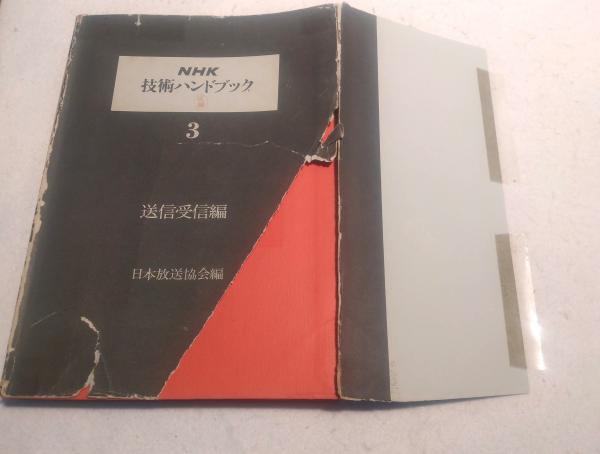 NHK
技術ハンドブック
3
送信・受信編
日本放送協会編